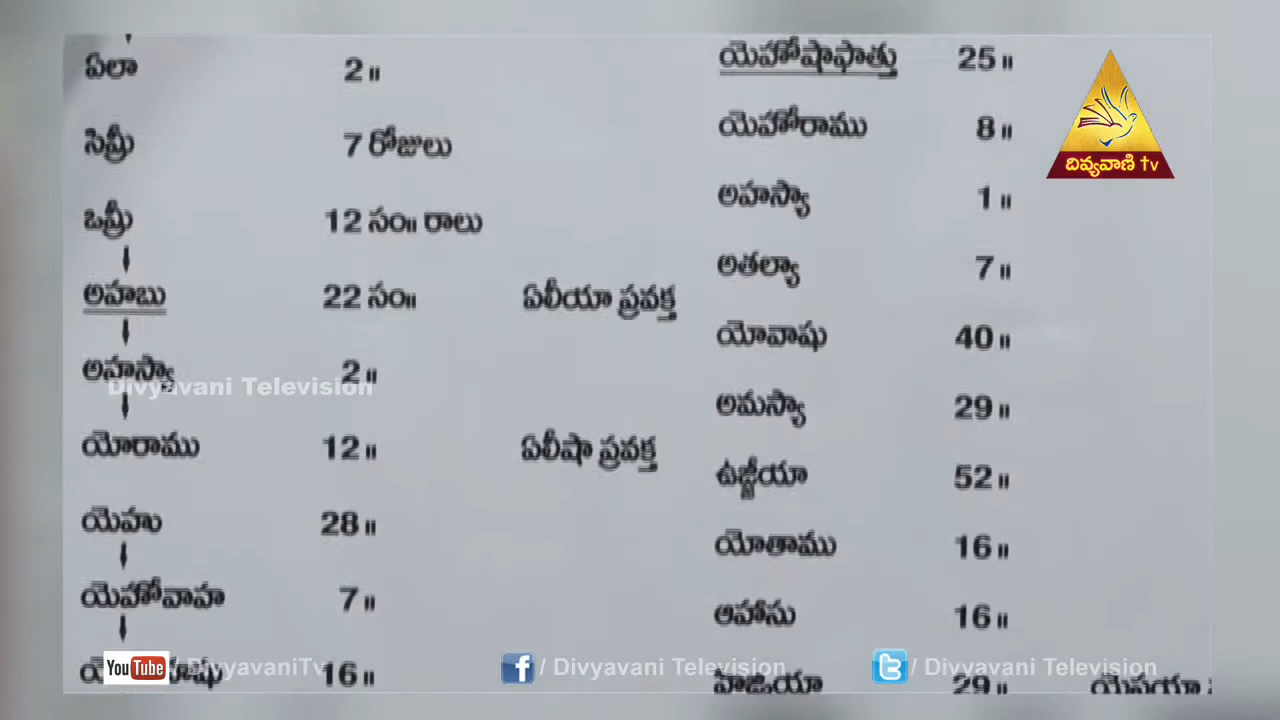 ఏలా 2 ॥
సిమ్రీ 7 రోజులు
ఒమ్రీ 12 సం॥ రాలు
అహబు 22 సం॥ ఏలీయా ప్రవక్త
అహస్యా 2 ॥
యోరాము 12 ॥ ఏలీషా ప్రవక్త
యెహు 28 ॥
యెహోవాహ 7 ॥
16 ॥
యెహోషాఫాత్తు 25 ॥
యెహోరాము 8 ॥
అహస్యా 1 ॥
అతల్యా 7 ॥
యోవాషు 40 ॥
అమస్యా 29 ॥
ఉజ్జీయా 52 ॥
యోతాము 16 ॥
ఆహాసు 16 ॥
హిజ్కియా 29 ॥
దివ్యవాణి tv
Divyavani Television
YouTube / DivyavaniTv
f / Divyavani Television
/ Divyavani Television